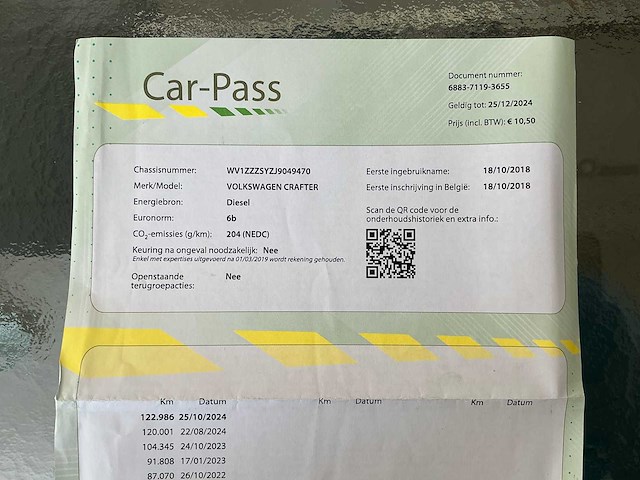 Car-Pass
Document nummer:
6883-7119-3655
Geldig tot: 25/12/2024
Prijs (incl. BTW): € 10,50
Chassisnummer: WV1ZZZSYZJ9049470
Merk/Model: VOLKSWAGEN CRAFTER
Energiebron: Diesel
Euronorm: 6b
CO2-emissies (g/km): 204 (NEDC)
Keuring na ongeval noodzakelijk: Nee
Enkel met expertises uitgevoerd na 01/03/2019 wordt rekening gehouden.
Openstaande terugroepacties: Nee
Eerste ingebruikname: 18/10/2018
Eerste inschrijving in België: 18/10/2018
Scan de QR code voor de
onderhoudshistoriek en extra info.:
Km Datum Km Datum Km Datum
122.986 25/10/2024
120.001 22/08/2024
104.345 24/10/2023
91.808 17/01/2023
87.070 26/10/2022